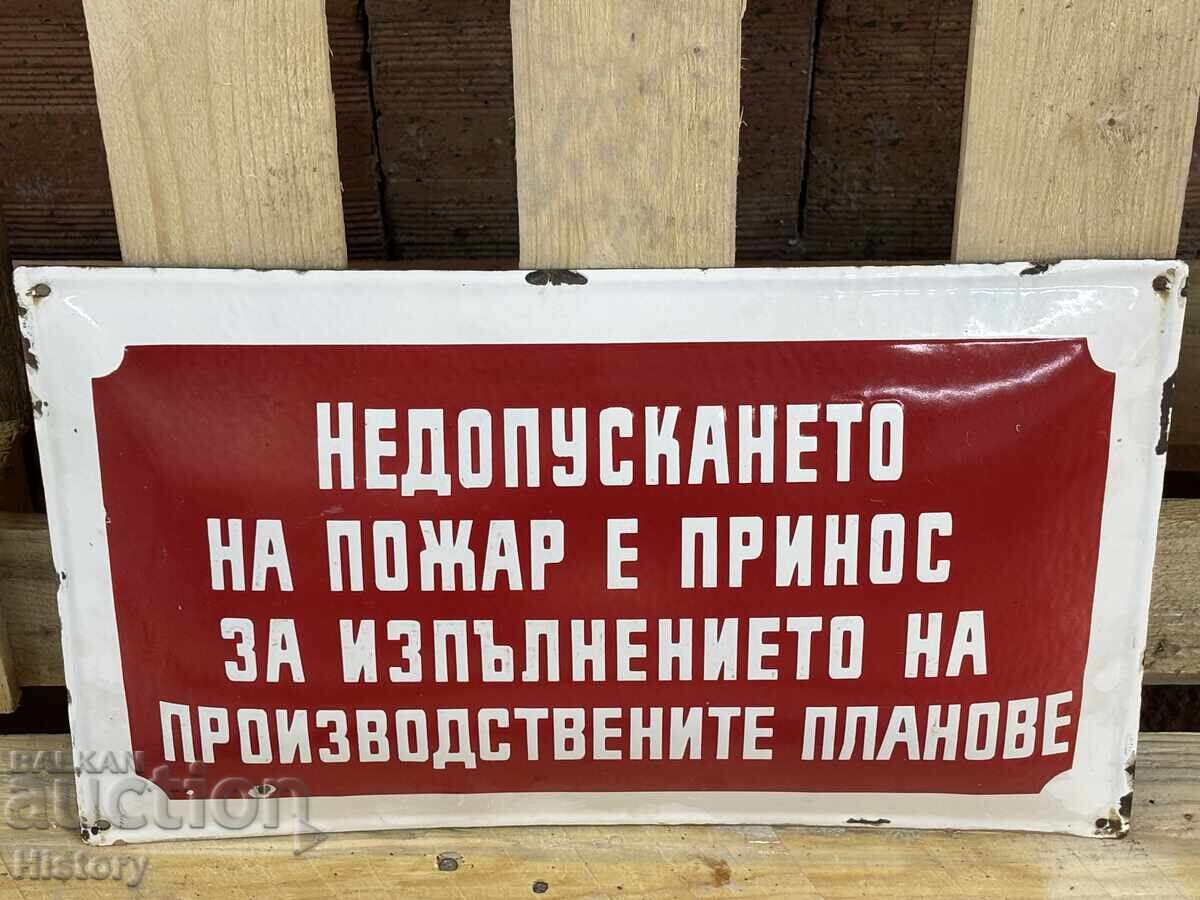 НЕДОПУСКАНЕТО
НА ПОЖАР Е ПРИНОС
ЗА ИЗПЪЛНЕНИЕТО НА
ПРОИЗВОДСТВЕНИТЕ ПЛАНОВЕ
BALKAN
auction
History